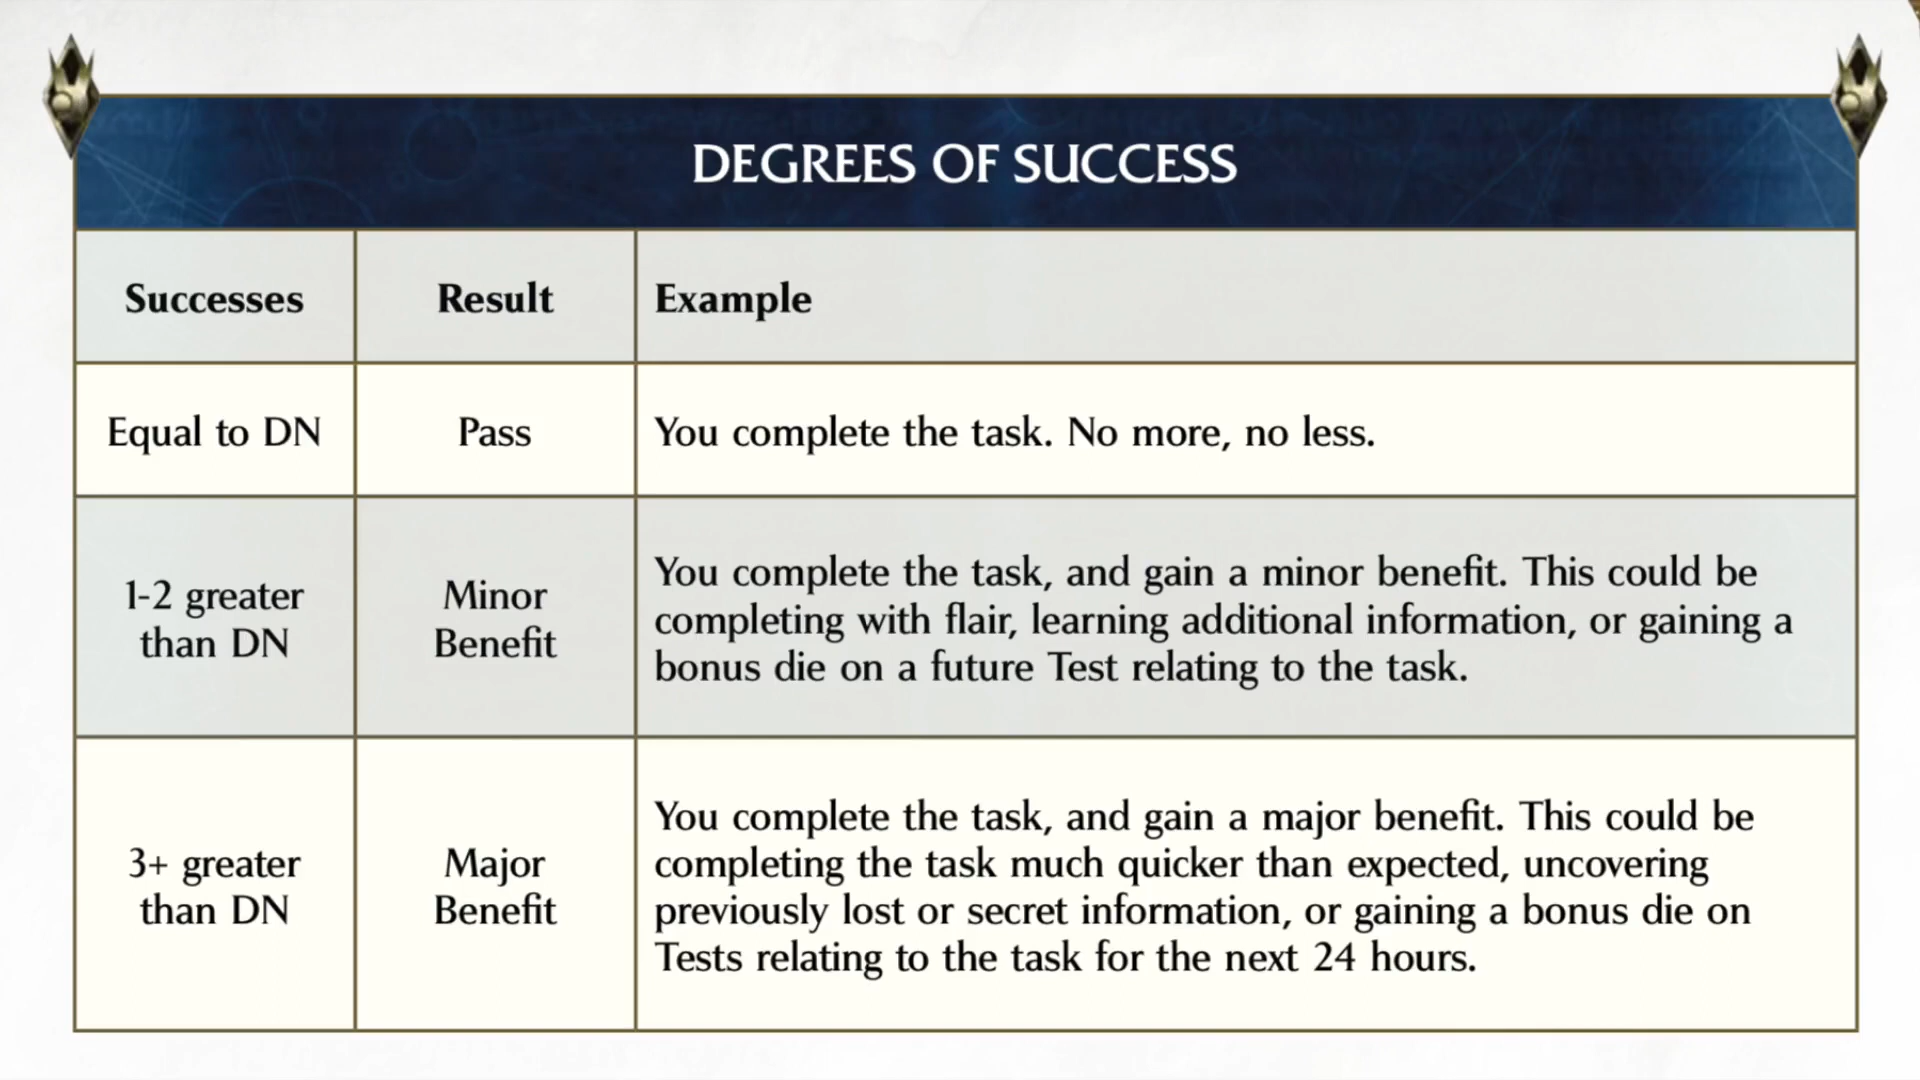 DEGREES OF SUCCESS
Successes
Result
Example
Equal to DN
Pass
You complete the task. No more, no less.
1-2 greater
than DN
Minor
Benefit
You complete the task, and gain a minor benefit. This could be
completing with flair, learning additional information, or gaining a
bonus die on a future Test relating to the task.
3+ greater
than DN
Major
Benefit
You complete the task, and gain a major benefit. This could be
completing the task much quicker than expected, uncovering
previously lost or secret information, or gaining a bonus die on
Tests relating to the task for the next 24 hours.